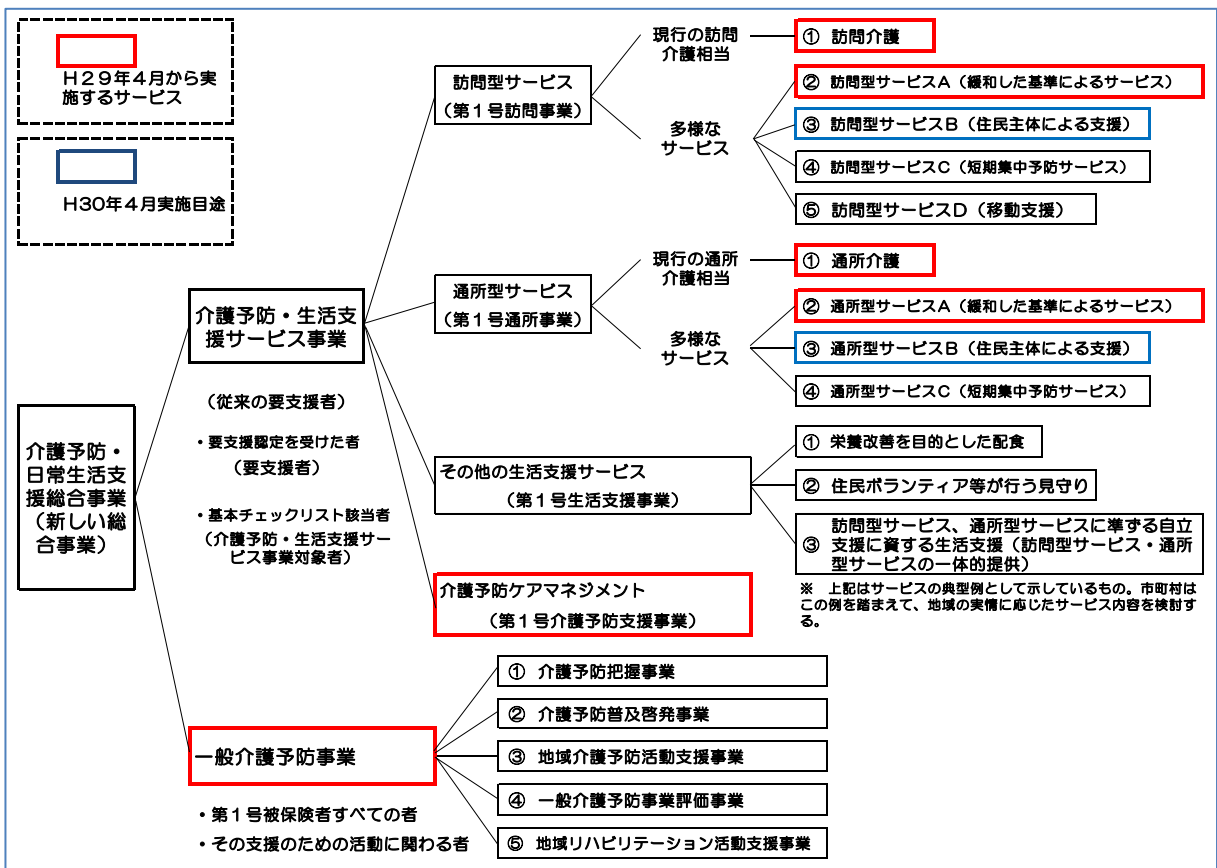 H29年4月から実
施するサービス
H30年4月実施目途
介護予防・
日常生活支
援総合事業
(新しい総
合事業)
介護予防・生活支
援サービス事業
(従来の要支援者)
・要支援認定を受けた者
(要支援者)
・基本チェックリスト該当者
(介護予防・生活支援サー
ビス事業対象者)
訪問型サービス
(第1号訪問事業)
現行の訪問
介護相当
① 訪問介護
多様な
サービス
② 訪問型サービスA(緩和した基準によるサービス)
③ 訪問型サービスB(住民主体による支援)
④ 訪問型サービスC(短期集中予防サービス)
⑤ 訪問型サービスD(移動支援)
通所型サービス
(第1号通所事業)
現行の通所
介護相当
① 通所介護
多様な
サービス
② 通所型サービスA(緩和した基準によるサービス)
③ 通所型サービスB(住民主体による支援)
④ 通所型サービスC(短期集中予防サービス)
その他の生活支援サービス
(第1号生活支援事業)
① 栄養改善を目的とした配食
② 住民ボランティア等が行う見守り
③ 訪問型サービス、通所型サービスに準ずる自立
支援に資する生活支援(訪問型サービス・通所
型サービスの一体的提供)
※ 上記はサービスの典型例として示しているもの。市町村は
この例を踏まえて、地域の実情に応じたサービス内容を検討す
る。
介護予防ケアマネジメント
(第1号介護予防支援事業)
一般介護予防事業
・第1号被保険者すべての者
・その支援のための活動に関わる者
① 介護予防把握事業
② 介護予防普及啓発事業
③ 地域介護予防活動支援事業
④ 一般介護予防事業評価事業
⑤ 地域リハビリテーション活動支援事業